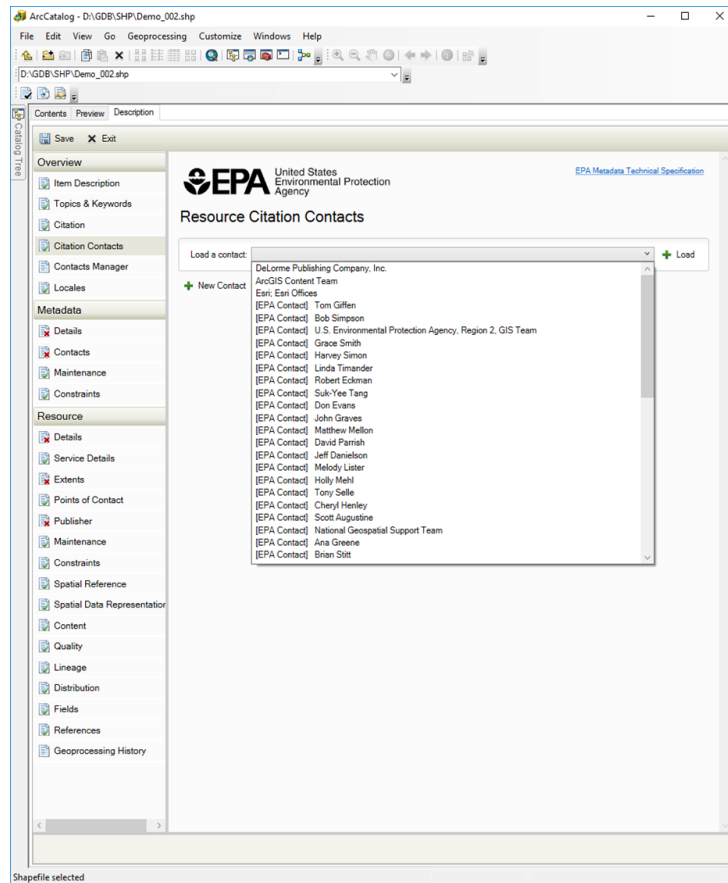 ArcCatalog - D:\GDB\SHP\Demo_002.shp
File Edit View Go Geoprocessing Customize Windows Help
D:\GDB\SHP\Demo_002.shp
Catalog Tree
Contents Preview Description
Save Exit
Overview
Item Description
Topics & Keywords
Citation
Citation Contacts
Contacts Manager
Locales
Metadata
Details
Contacts
Maintenance
Constraints
Resource
Details
Service Details
Extents
Points of Contact
Publisher
Maintenance
Constraints
Spatial Reference
Spatial Data Representation
Content
Quality
Lineage
Distribution
Fields
References
Geoprocessing History
EPA
United States
Environmental Protection
Agency
EPA Metadata Technical Specification
Resource Citation Contacts
Load a contact:
Load
New Contact
DeLorme Publishing Company, Inc.
ArcGIS Content Team
Esri; Esri Offices
[EPA Contact] Tom Giffen
[EPA Contact] Bob Simpson
[EPA Contact] U.S. Environmental Protection Agency, Region 2, GIS Team
[EPA Contact] Grace Smith
[EPA Contact] Harvey Simon
[EPA Contact] Linda Timander
[EPA Contact] Robert Eckman
[EPA Contact] Suk-Yee Tang
[EPA Contact] Don Evans
[EPA Contact] John Graves
[EPA Contact] Matthew Mellon
[EPA Contact] David Parrish
[EPA Contact] Jeff Danielson
[EPA Contact] Melody Lister
[EPA Contact] Holly Mehl
[EPA Contact] Tony Selle
[EPA Contact] Cheryl Henley
[EPA Contact] Scott Augustine
[EPA Contact] National Geospatial Support Team
[EPA Contact] Ana Greene
[EPA Contact] Brian Stitt
Shapefile selected